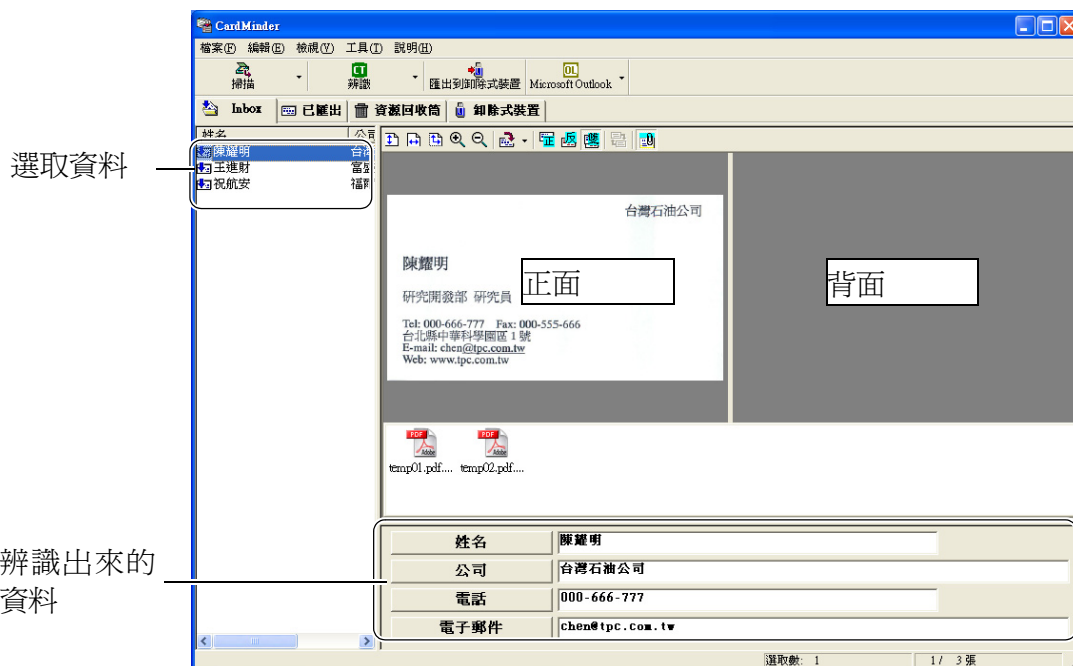 CardMinder
檔案(F) 編輯(E) 檢視(V) 工具(T) 說明(H)
掃描 辨識 匯出到卸除式裝置 Microsoft Outlook
Inbox 已匯出 資源回收筒 卸除式裝置
姓名 公司
陳耀明 台灣
王進財 富
祝航安 福爾
選取資料
台灣石油公司
陳耀明
研究開發部 研究員
正面
背面
Tel: 000-666-777 Fax: 000-555-666
台北縣中華科學園區 1 號
E-mail: chen@tpc.com.tw
Web: www.tpc.com.tw
temp01.pdf.... temp02.pdf....
辨識出來的
資料
姓名 陳耀明
公司 台灣石油公司
電話 000-666-777
電子郵件 chen@tpc.com.tw
選取數: 1 1/ 3 張